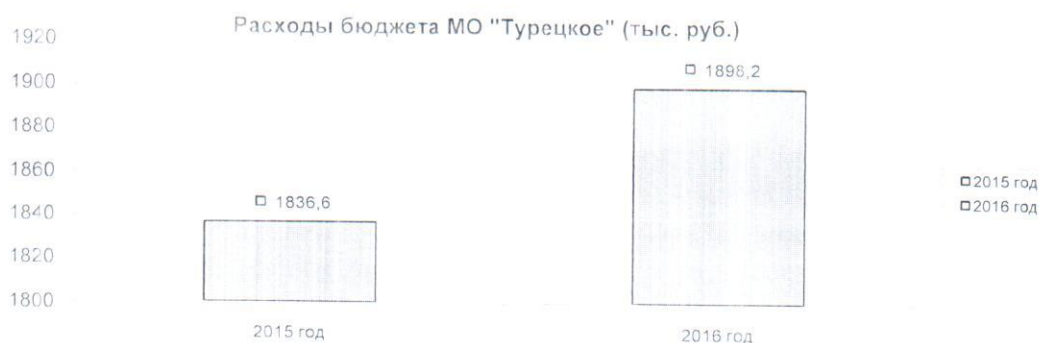 Расходы бюджета МО "Турецкое" (тыс. руб.)
1920
1900
1880
1860
1840
1820
1800
□ 1836,6
□ 1898,2
2015 год
2016 год
□ 2015 год
□ 2016 год